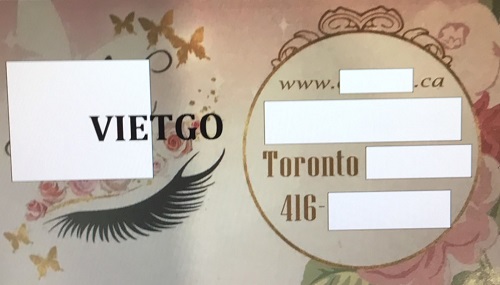 VIETGO
www. .ca
Toronto
416-